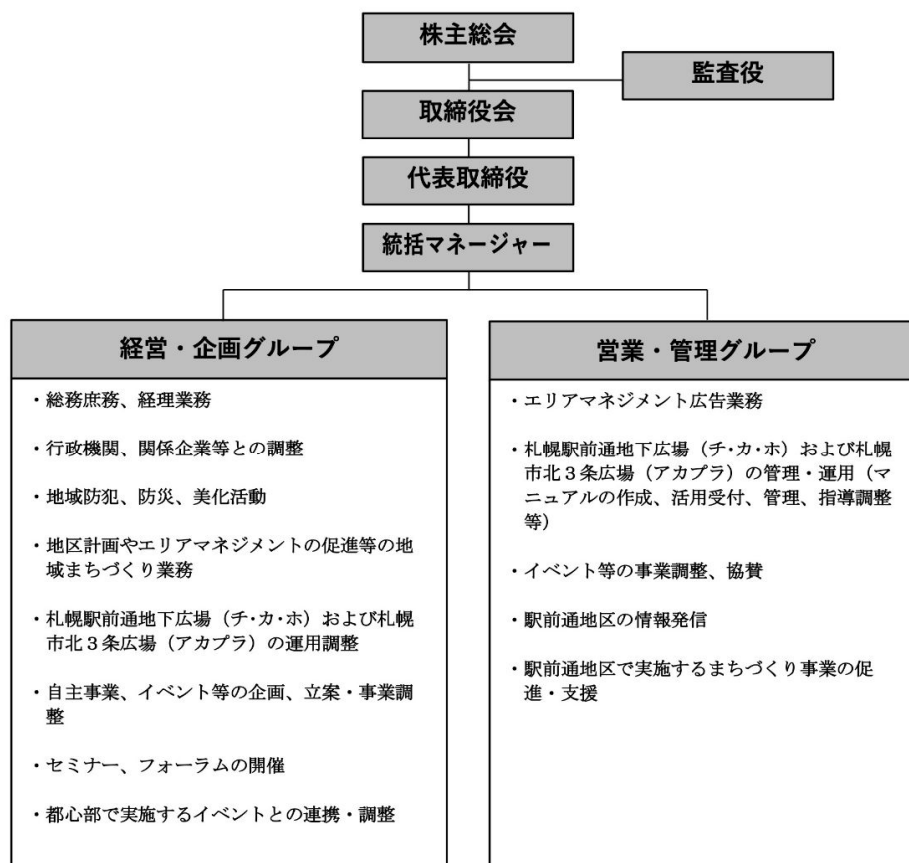 株主総会
監査役
取締役会
代表取締役
統括マネージャー
経営・企画グループ
・総務庶務、経理業務
・行政機関、関係企業等との調整
・地域防犯、防災、美化活動
・地区計画やエリアマネジメントの促進等の地
域まちづくり業務
・札幌駅前通地下広場（チ・カ・ホ）および札幌
市北３条広場（アカプラ）の運用調整
・自主事業、イベント等の企画、立案・事業調
整
・セミナー、フォーラムの開催
・都心部で実施するイベントとの連携・調整
営業・管理グループ
・エリアマネジメント広告業務
・札幌駅前通地下広場（チ・カ・ホ）および札幌
市北３条広場（アカプラ）の管理・運用（マ
ニュアルの作成、活用受付、管理、指導調整
等）
・イベント等の事業調整、協賛
・駅前通地区の情報発信
・駅前通地区で実施するまちづくり事業の促
進・支援